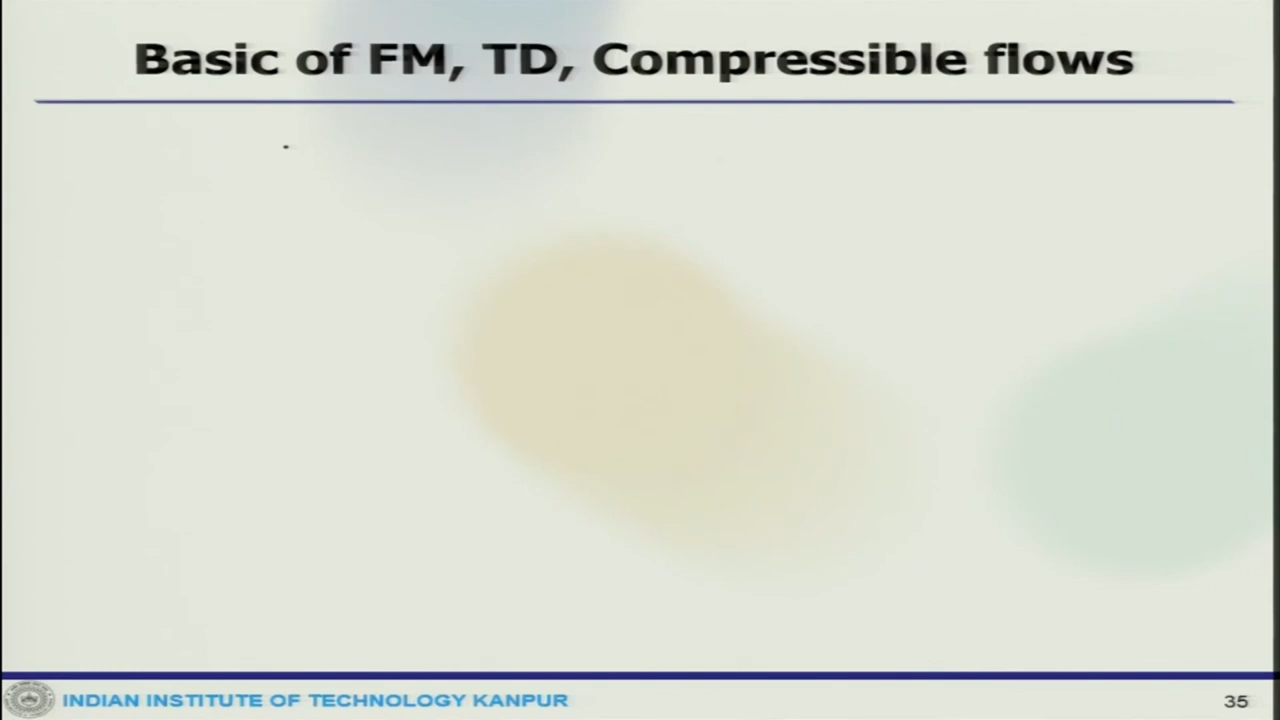 Basic of FM, TD, Compressible flows
INDIAN INSTITUTE OF TECHNOLOGY KANPUR
35